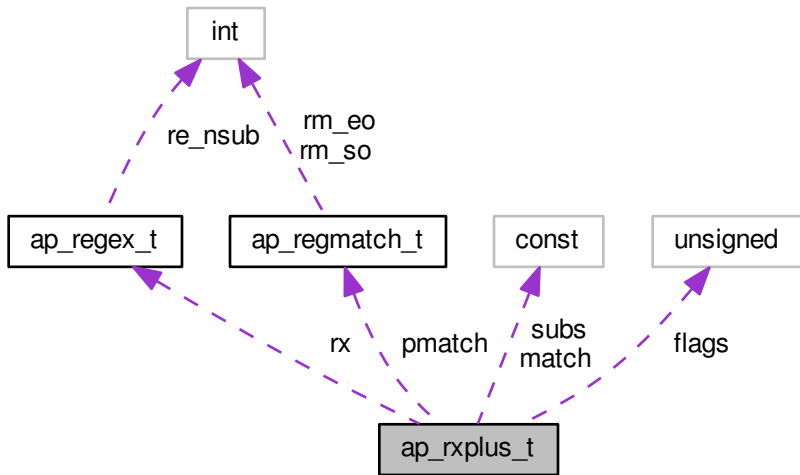 int
re_nsub
rm_eo
rm_so
ap_regex_t
ap_regmatch_t
const
unsigned
rx
pmatch
subs
match
flags
ap_rxplus_t